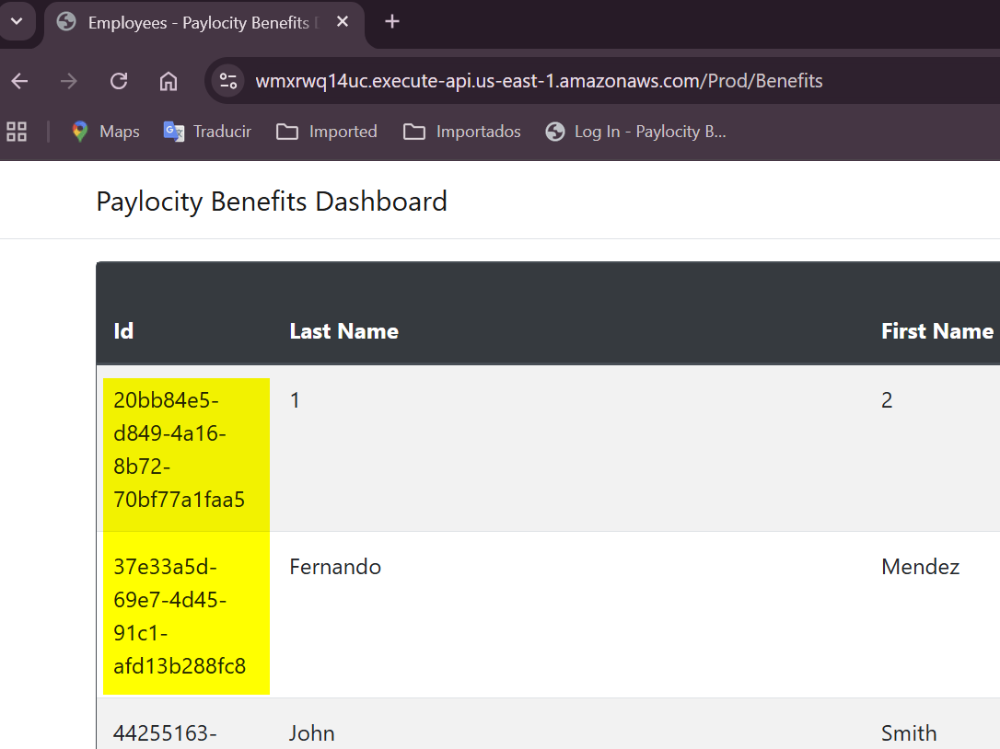 Employees - Paylocity Benefits
wmxrwq14uc.execute-api.us-east-1.amazonaws.com/Prod/Benefits
Maps Traducir Imported Importados Log In - Paylocity B...
Paylocity Benefits Dashboard
Id Last Name First Name
20bb84e5- 1 2
d849-4a16-
8b72-
70bf77a1faa5
37e33a5d- Fernando Mendez
69e7-4d45-
91c1-
afd13b288fc8
44255163- John Smith